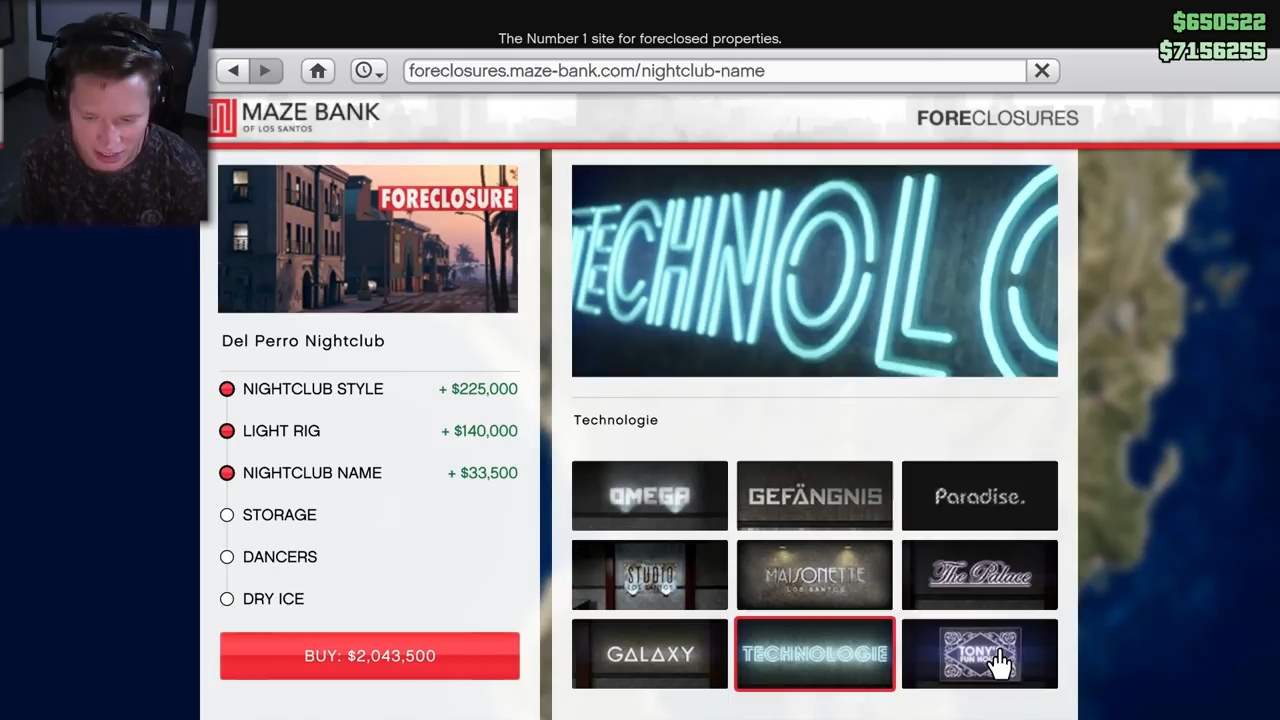 $650522
$7156255
The Number 1 site for foreclosed properties.
foreclosures.maze-bank.com/nightclub-name
MAZE BANK
OF LOS SANTOS
FORECLOSURES
FORECLOSURE
Del Perro Nightclub
NIGHTCLUB STYLE + $225,000
LIGHT RIG + $140,000
NIGHTCLUB NAME + $33,500
STORAGE
DANCERS
DRY ICE
BUY: $2,043,500
TECHNOLO
Technologie
OMEGA
GEFÄNGNIS
Paradise.
STUDIO
LOS SANTOS
MAISONETTE
LOS SANTOS
The Palace
GALAXY
TECHNOLOGIE
TONY'S
FUN HO